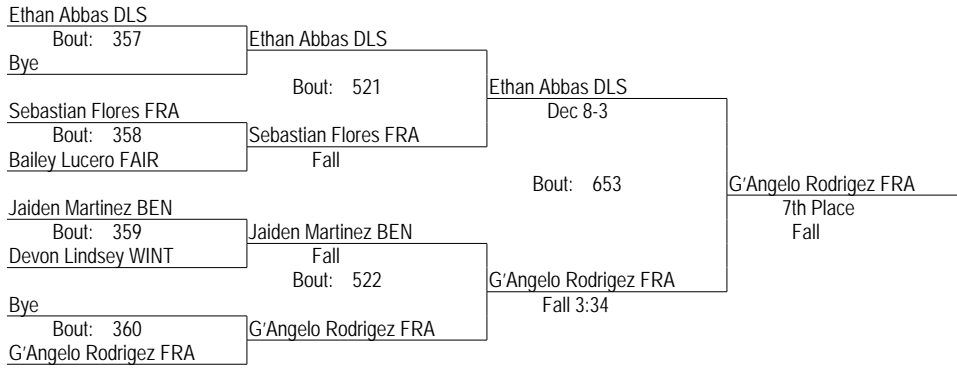 Ethan Abbas DLS
Bout: 357
Ethan Abbas DLS
Bye
Bout: 521
Ethan Abbas DLS
Dec 8-3
Sebastian Flores FRA
Bout: 358
Sebastian Flores FRA
Bailey Lucero FAIR
Fall
Bout: 653
G'Angelo Rodrigez FRA
7th Place
Fall
Jaiden Martinez BEN
Bout: 359
Jaiden Martinez BEN
Devon Lindsey WINT
Fall
Bout: 522
G'Angelo Rodrigez FRA
Fall 3:34
Bye
Bout: 360
G'Angelo Rodrigez FRA
G'Angelo Rodrigez FRA